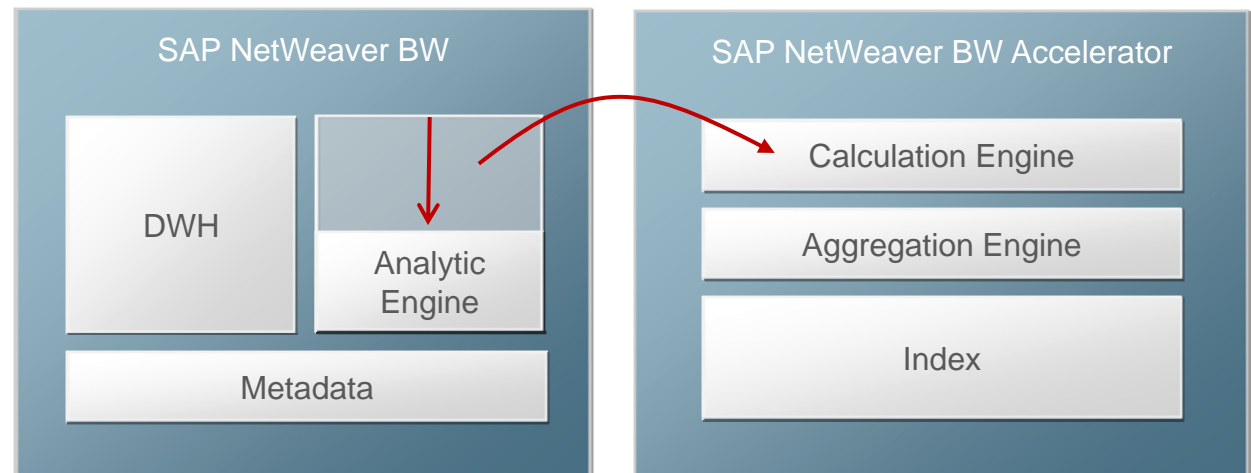 SAP NetWeaver BW
DWH
Analytic
Engine
Metadata
SAP NetWeaver BW Accelerator
Calculation Engine
Aggregation Engine
Index